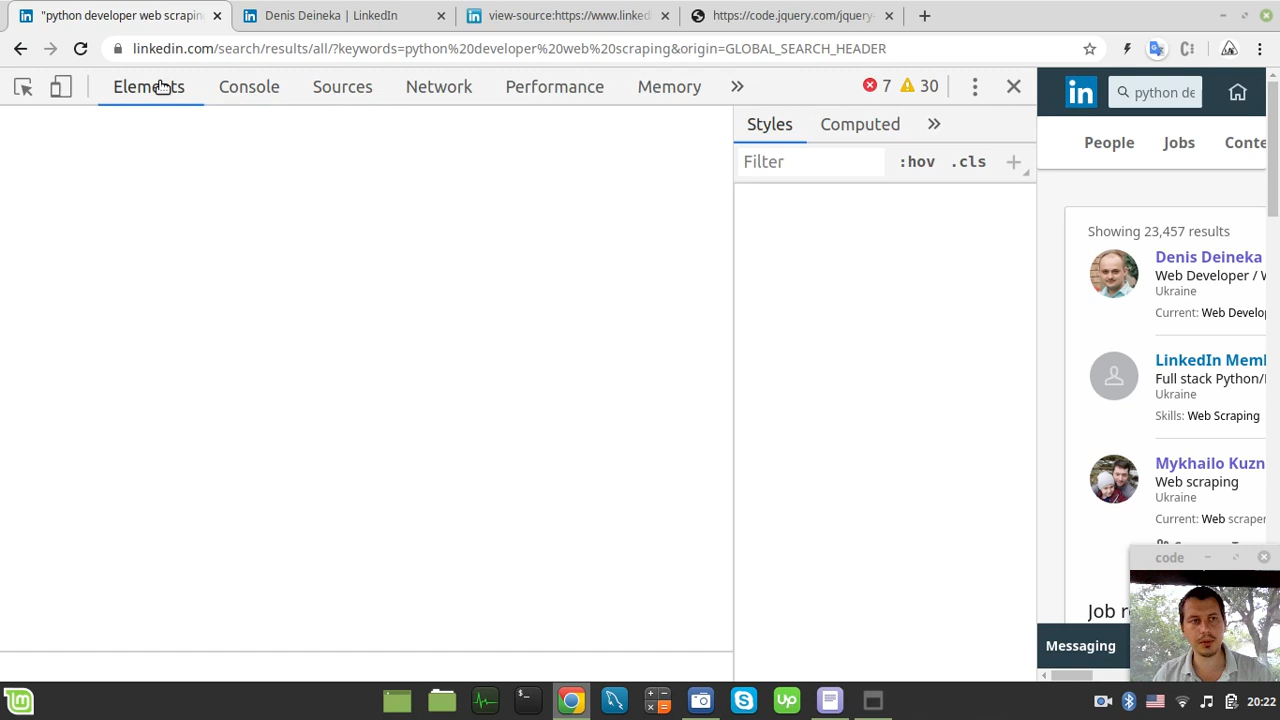 "python developer web scrapin
Denis Deineka | LinkedIn
view-source:https://www.linked
https://code.jquery.com/jquery-
linkedin.com/search/results/all/?keywords=python%20developer%20web%20scraping&origin=GLOBAL_SEARCH_HEADER
Elements
Console
Sources
Network
Performance
Memory
7
30
Styles
Computed
Filter
:hov
.cls
in
python de
People
Jobs
Conte
Showing 23,457 results
Denis Deineka
Web Developer / W
Ukraine
Current: Web Develop
LinkedIn Memb
Full stack Python/
Ukraine
Skills: Web Scraping
Mykhailo Kuzn
Web scraping
Ukraine
Current: Web scraper
code
Job r
Messaging
Up
20:22